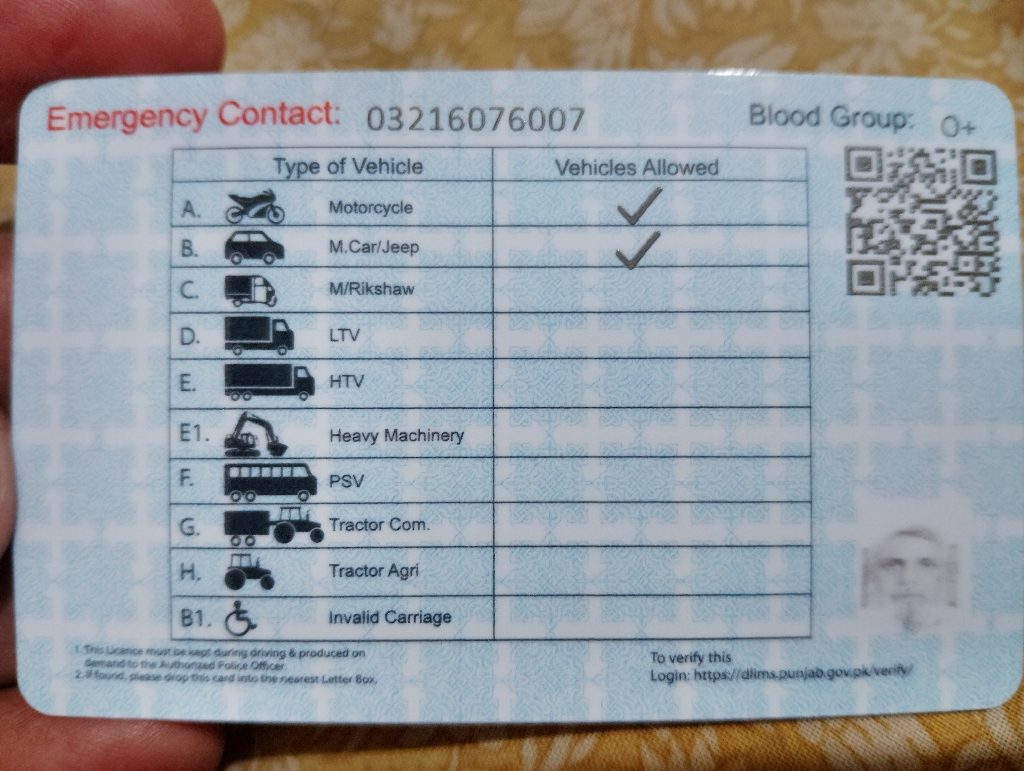 Emergency Contact: 03216076007 Blood Group: O+
Type of Vehicle Vehicles Allowed
A. Motorcycle ✓
B. M.Car/Jeep ✓
C. M/Rikshaw
D. LTV
E. HTV
E1. Heavy Machinery
F. PSV
G. Tractor Com.
H. Tractor Agri
B1. Invalid Carriage
1. This Licence must be kept during driving & produced on
demand to the Authorized Police Officer.
2. If found, please drop this card into the nearest Letter Box.
To verify this
Login: https://dlims.punjab.gov.pk/verify/